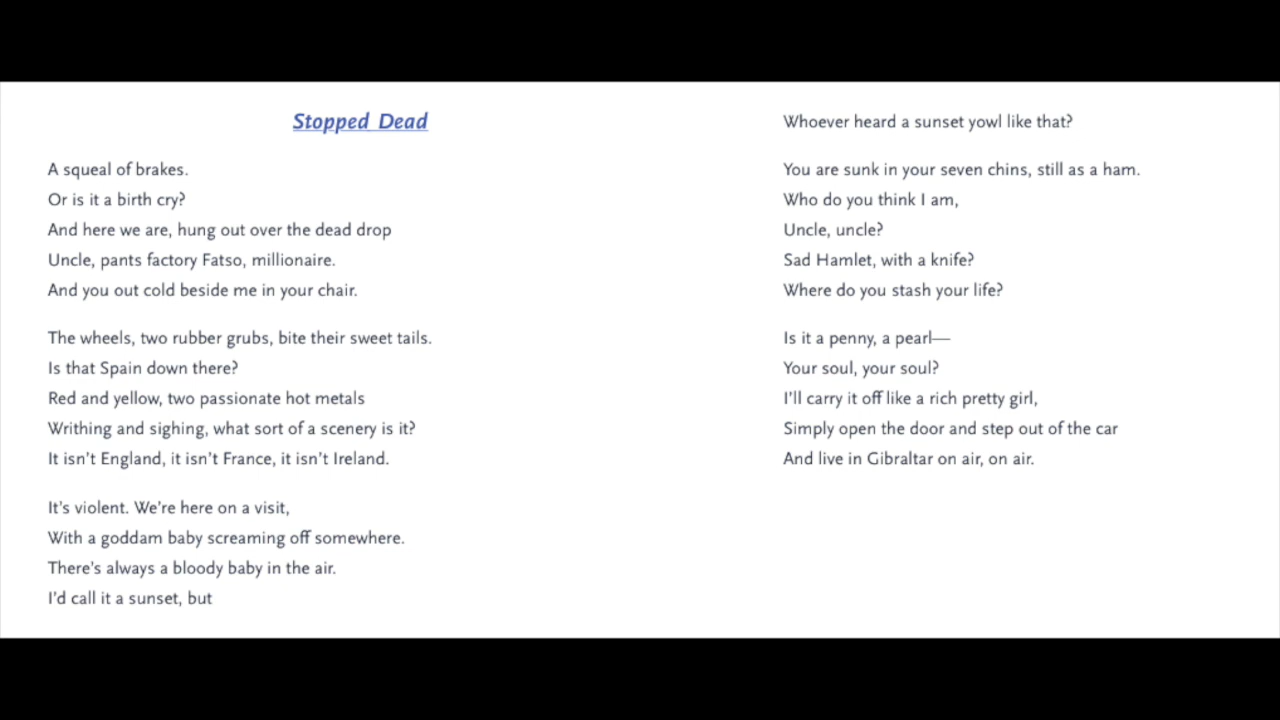 Stopped Dead
A squeal of brakes.
Or is it a birth cry?
And here we are, hung out over the dead drop
Uncle, pants factory Fatso, millionaire.
And you out cold beside me in your chair.
The wheels, two rubber grubs, bite their sweet tails.
Is that Spain down there?
Red and yellow, two passionate hot metals
Writhing and sighing, what sort of a scenery is it?
It isn't England, it isn't France, it isn't Ireland.
It's violent. We're here on a visit,
With a goddam baby screaming off somewhere.
There's always a bloody baby in the air.
I'd call it a sunset, but
Whoever heard a sunset yowl like that?
You are sunk in your seven chins, still as a ham.
Who do you think I am,
Uncle, uncle?
Sad Hamlet, with a knife?
Where do you stash your life?
Is it a penny, a pearl—
Your soul, your soul?
I'll carry it off like a rich pretty girl,
Simply open the door and step out of the car
And live in Gibraltar on air, on air.